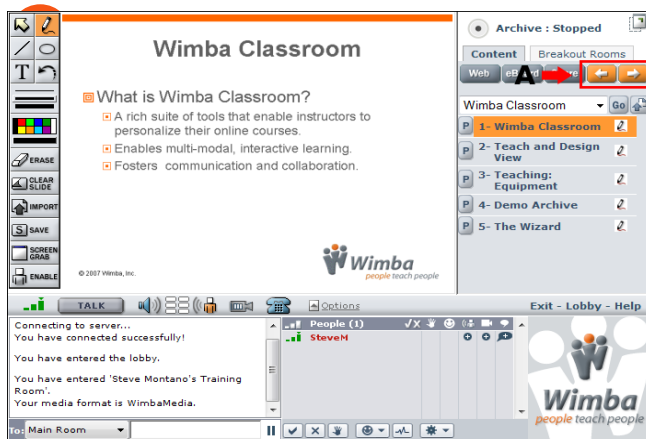 Archive : Stopped
Content Breakout Rooms
Web
A
Wimba Classroom Go
P 1- Wimba Classroom
P 2- Teach and Design
View
P 3- Teaching:
Equipment
P 4- Demo Archive
P 5- The Wizard
T
ERASE
CLEAR
SLIDE
IMPORT
S SAVE
SCREEN
GRAB
ENABLE
Wimba Classroom
What is Wimba Classroom?
A rich suite of tools that enable instructors to
personalize their online courses.
Enables multi-modal, interactive learning.
Fosters communication and collaboration.
© 2007 Wimba, Inc.
Wimba
people teach people
TALK
Options
Exit - Lobby - Help
Connecting to server...
You have connected successfully!
You have entered the lobby.
You have entered 'Steve Montano's Training
Room'.
Your media format is WimbaMedia.
To: Main Room
People (1)
SteveM
Wimba
people teach people